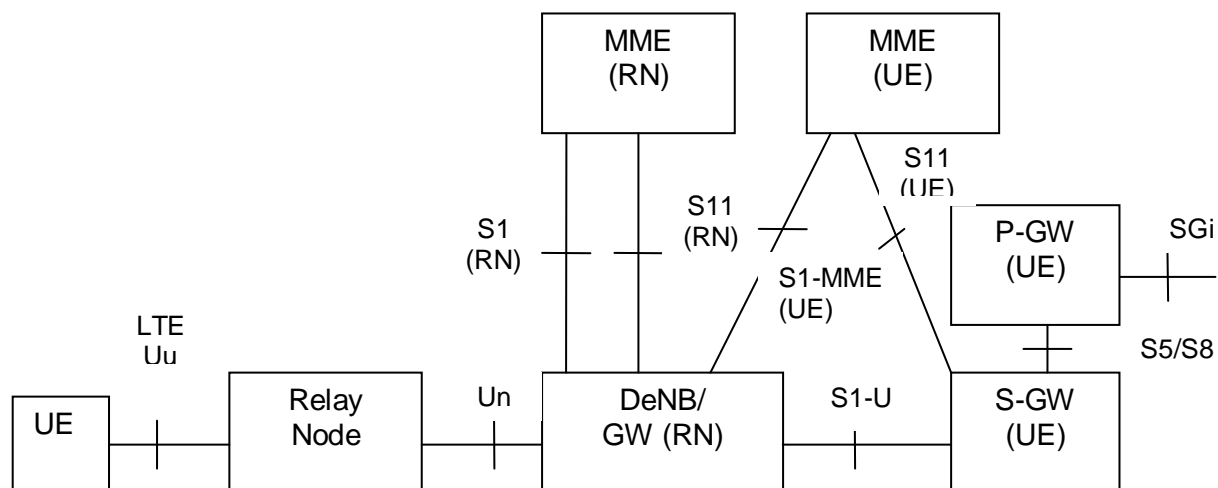 MME
(RN)
MME
(UE)
S11
(UE)
S1
(RN)
S11
(RN)
S1-MME
(UE)
P-GW
(UE)
SGi
S5/S8
LTE
Uu
UE
Relay
Node
Un
DeNB/
GW (RN)
S1-U
S-GW
(UE)